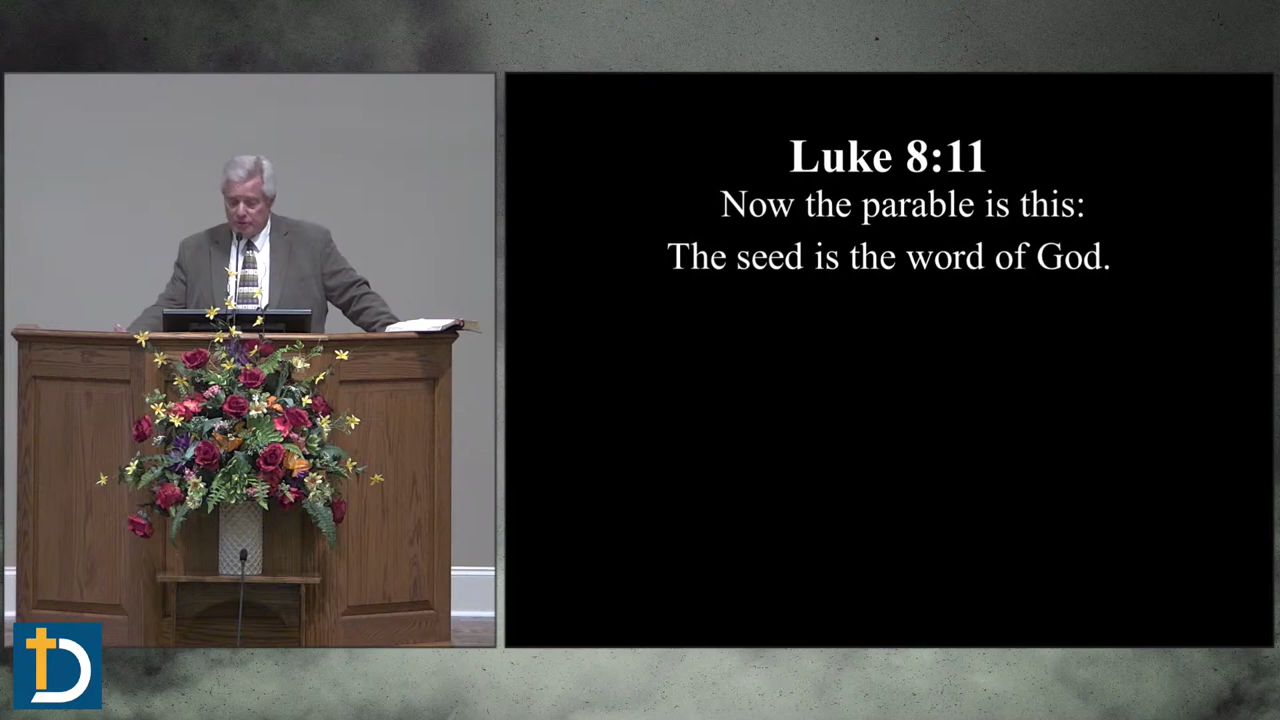 Luke 8:11
Now the parable is this:
The seed is the word of God.